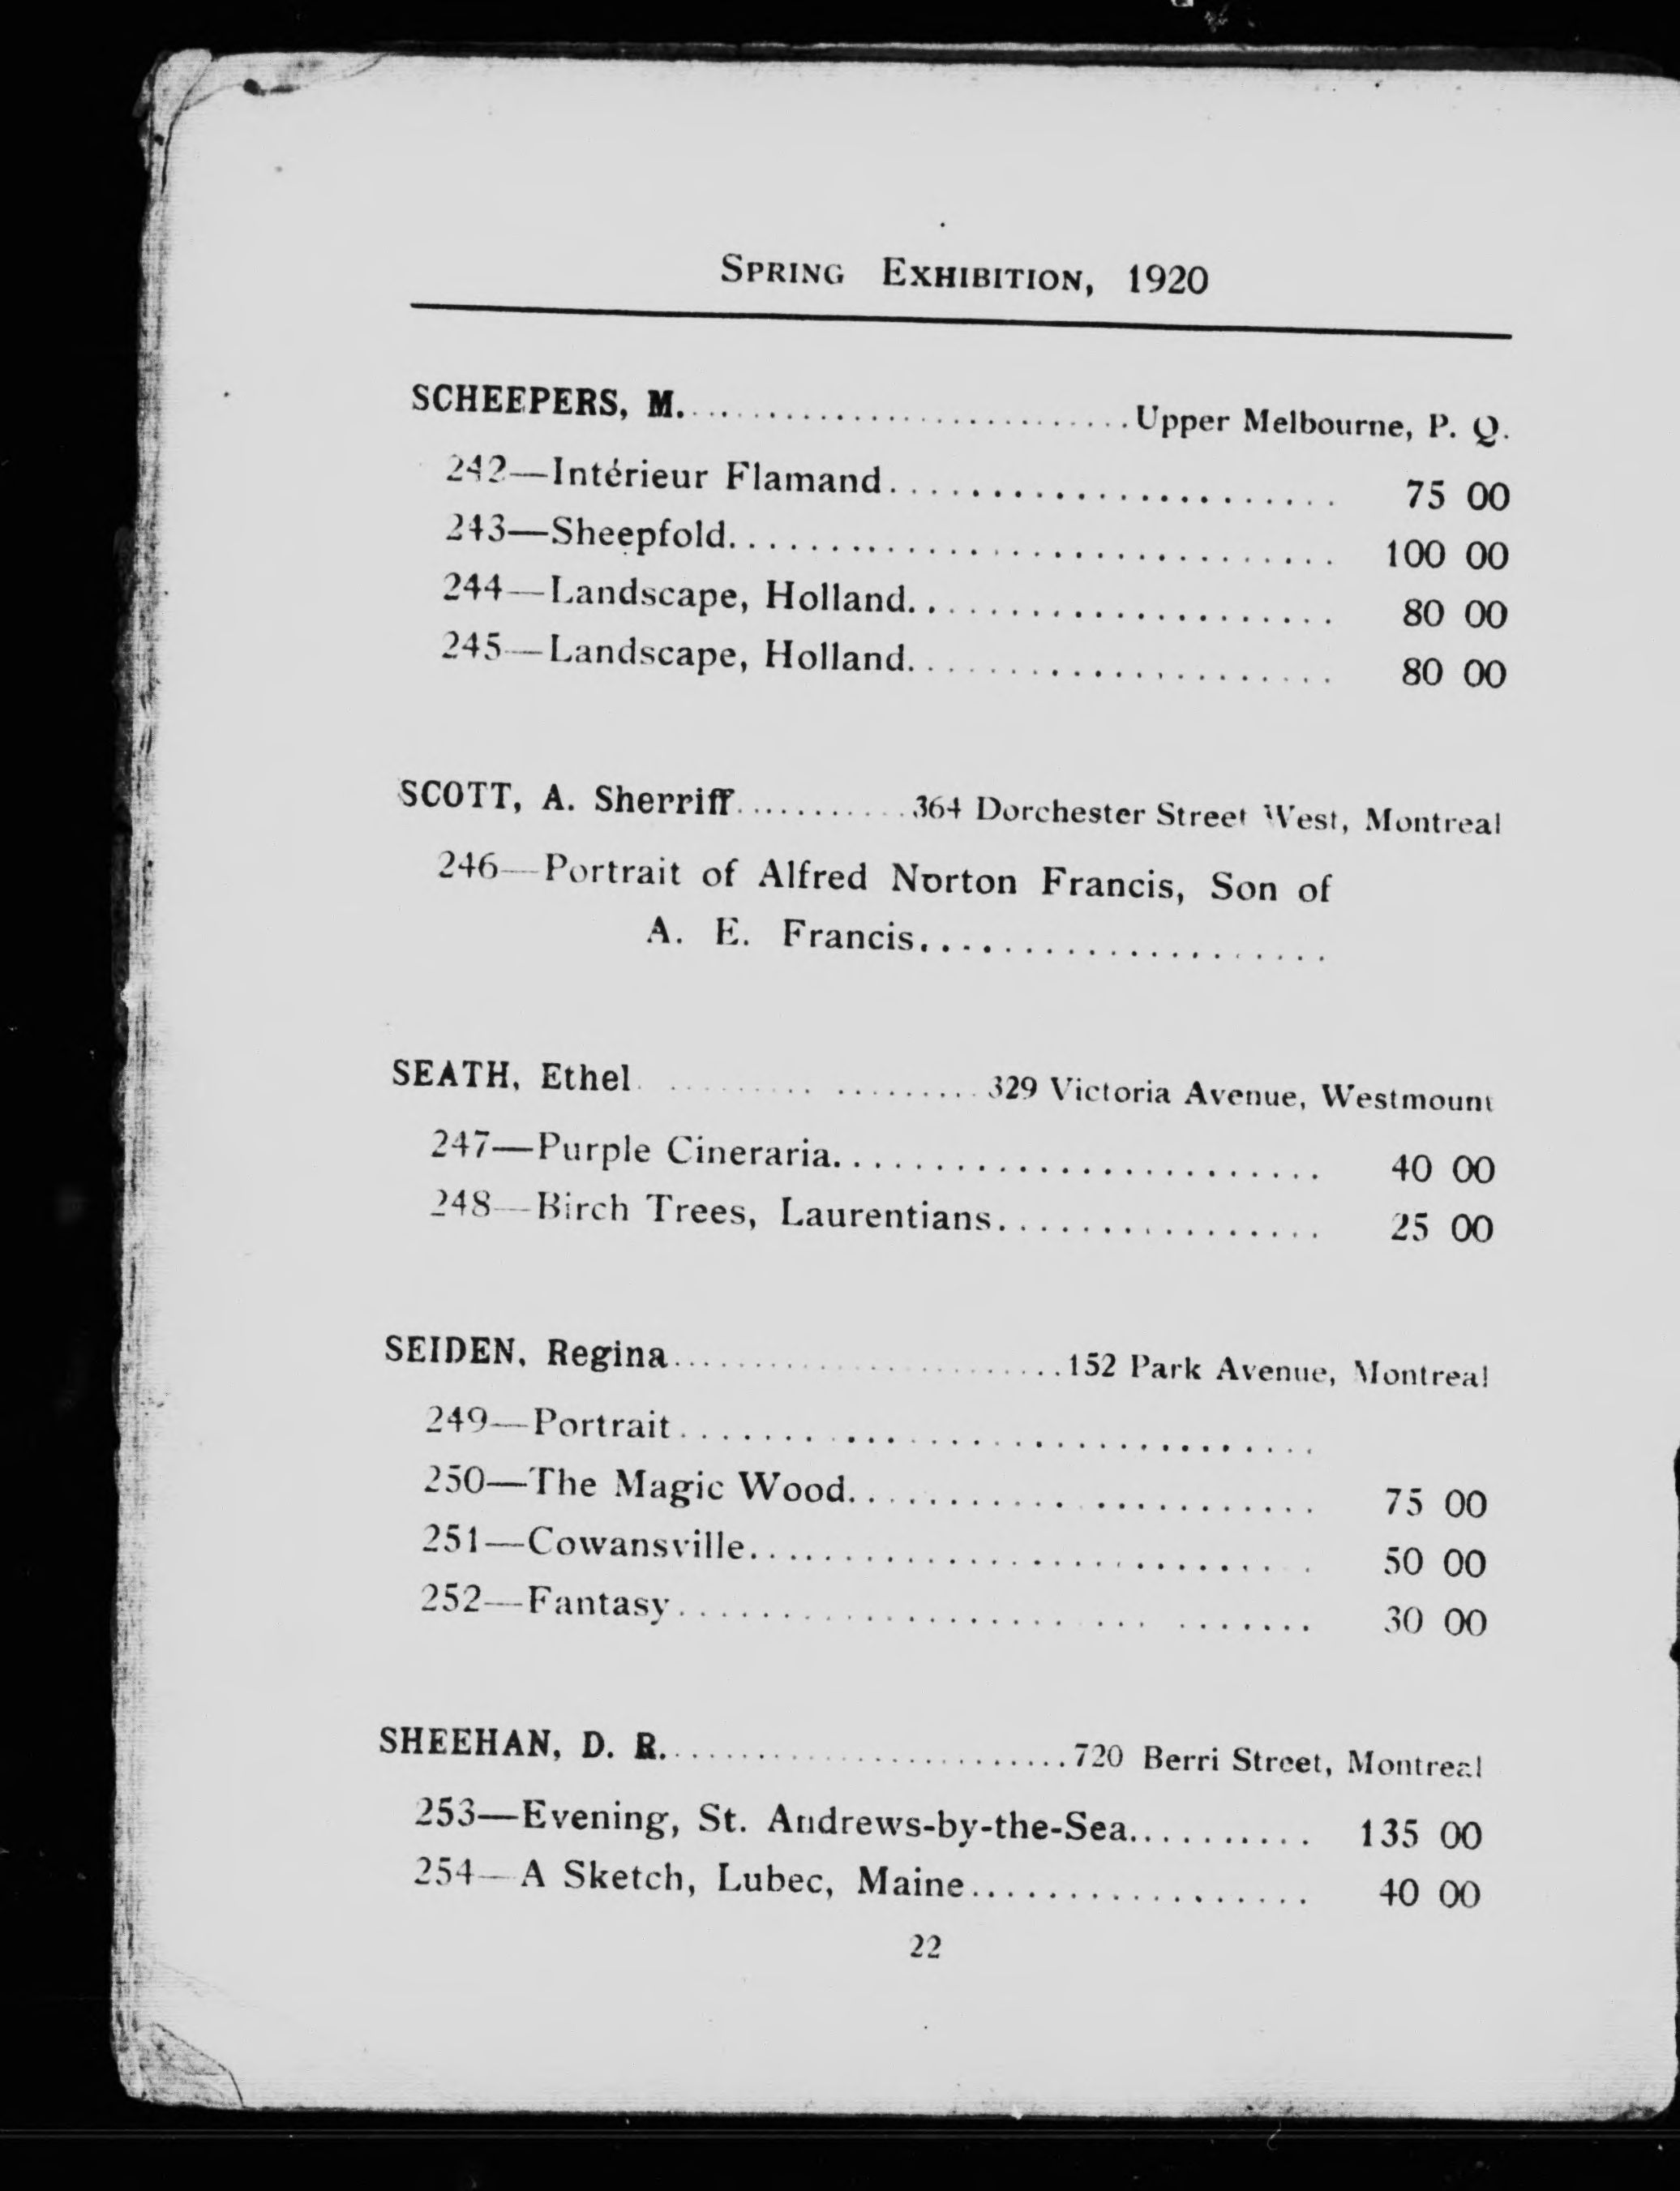 SPRING EXHIBITION, 1920
SCHEEPERS, M. Upper Melbourne, P. Q.
242—Intérieur Flamand 75 00
243—Sheepfold 100 00
244—Landscape, Holland 80 00
245—Landscape, Holland 80 00
SCOTT, A. Sherriff 364 Dorchester Street West, Montreal
246—Portrait of Alfred Norton Francis, Son of
A. E. Francis
SEATH, Ethel 329 Victoria Avenue, Westmount
247—Purple Cineraria 40 00
248—Birch Trees, Laurentians 25 00
SEIDEN, Regina 152 Park Avenue, Montreal
249—Portrait
250—The Magic Wood 75 00
251—Cowansville 50 00
252—Fantasy 30 00
SHEEHAN, D. R. 720 Berri Street, Montreal
253—Evening, St. Andrews-by-the-Sea 135 00
254—A Sketch, Lubec, Maine 40 00
22